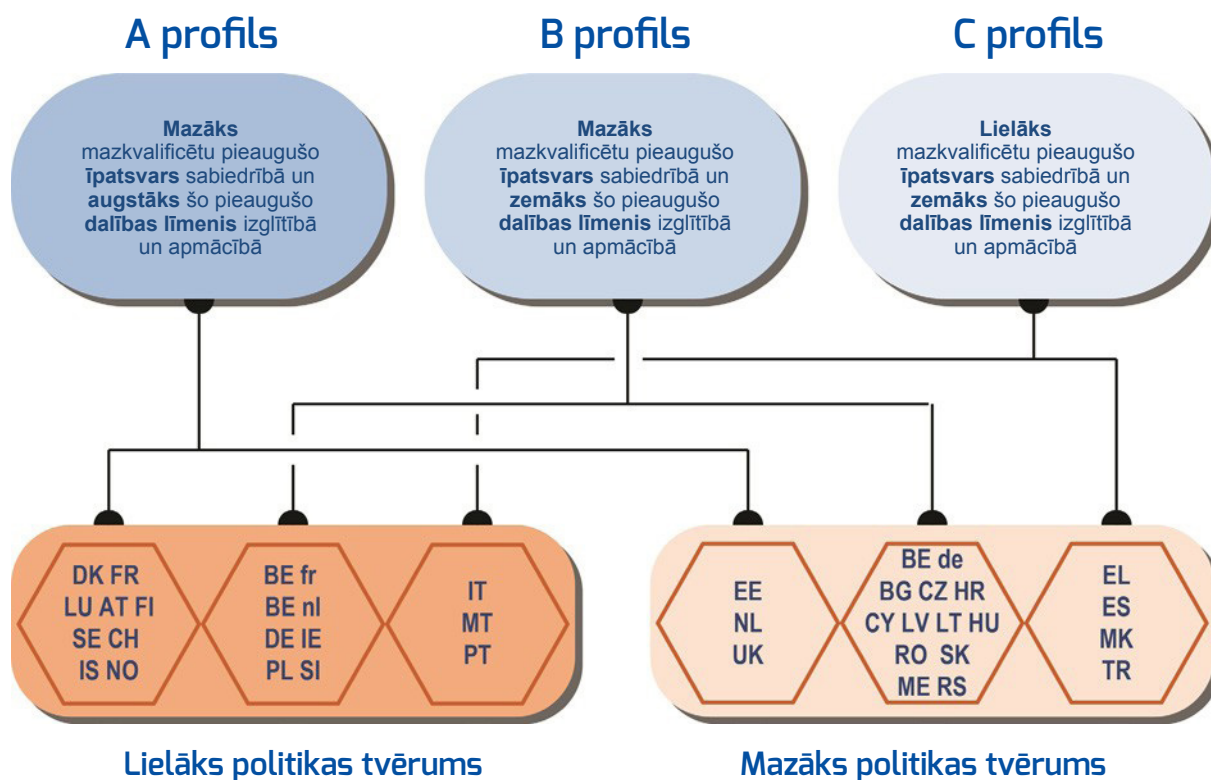 A profils
B profils
C profils
Mazāks
mazkvalificētu pieaugušo
īpatsvars sabiedrībā un
augstāks šo pieaugušo
dalības līmenis izglītībā
un apmācībā
Mazāks
mazkvalificētu pieaugušo
īpatsvars sabiedrībā un
zemāks šo pieaugušo
dalības līmenis izglītībā
un apmācībā
Lielāks
mazkvalificētu pieaugušo
īpatsvars sabiedrībā un
zemāks šo pieaugušo
dalības līmenis izglītībā
un apmācībā
DK FR
LU AT FI
SE CH
IS NO
BE fr
BE nl
DE IE
PL SI
IT
MT
PT
EE
NL
UK
BE de
BG CZ HR
CY LV LT HU
RO SK
ME RS
EL
ES
MK
TR
Lielāks politikas tvērums
Mazāks politikas tvērums